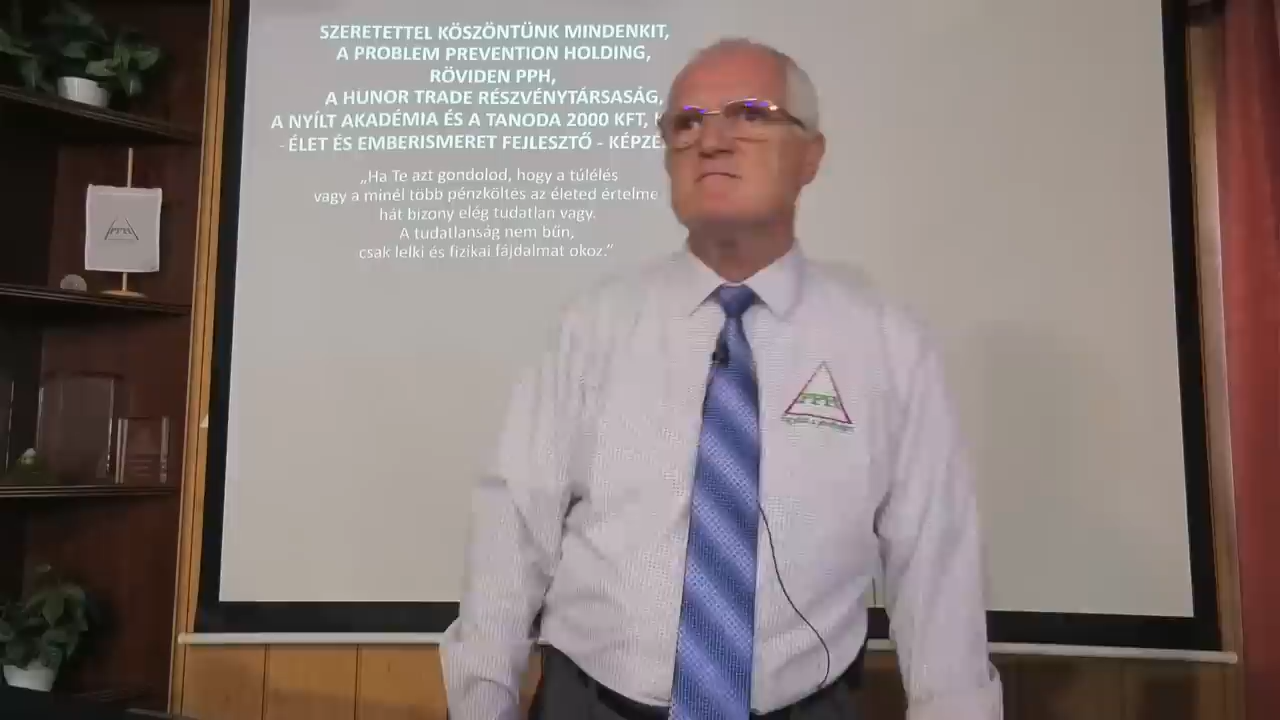 SZERETETTEL KÖSZÖNTÜNK MINDENKIT,
A PROBLEM PREVENTION HOLDING,
RÖVIDEN PPH,
A HUNOR TRADE RÉSZVÉNYTÁRSASÁG,
A NYÍLT AKADÉMIA ÉS A TANODA 2000 KFT,
- ÉLET ÉS EMBERISMERET FEJLESZTŐ -
„Ha Te azt gondolod, hogy a túlélés
vagy a minél több pénzköltés az életed értelme
hát bizony elég tudatlan vagy.
A tudatlanság nem bűn,
csak lelki és fizikai fájdalmat okoz."
PPH
PPH